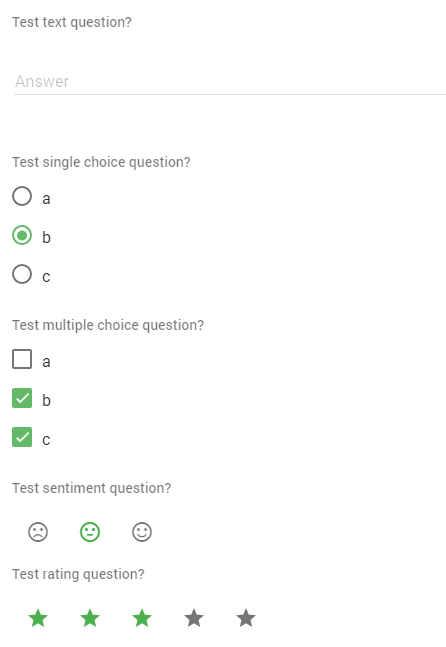 Test text question?
Answer
Test single choice question?
a
b
c
Test multiple choice question?
a
b
c
Test sentiment question?
Test rating question?